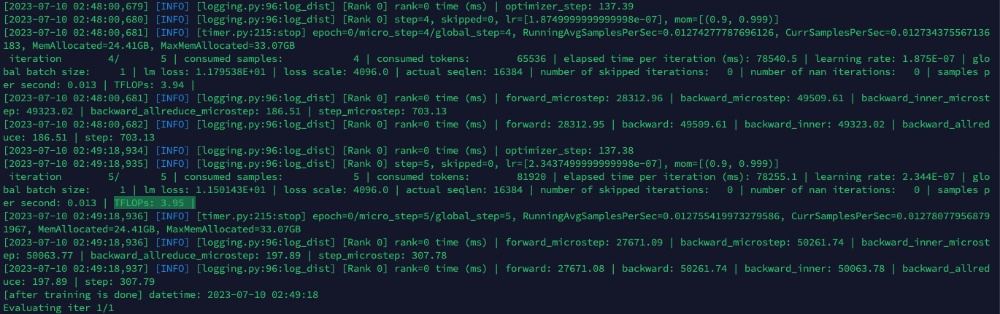 [2023-07-10 02:48:00,679] [INFO] [logging.py:96:log_dist] [Rank 0] rank=0 time (ms) | optimizer_step: 137.39
[2023-07-10 02:48:00,680] [INFO] [logging.py:96:log_dist] [Rank 0] step=4, skipped=0, lr=[1.8749999999999998e-07], mom=[(0.9, 0.999)]
[2023-07-10 02:48:00,681] [INFO] [timer.py:215:stop] epoch=0/micro_step=4/global_step=4, RunningAvgSamplesPerSec=0.01274277787696126, CurrSamplesPerSec=0.012734375567136
183, MemAllocated=24.41GB, MaxMemAllocated=33.07GB
 iteration        4/       5 | consumed samples:            4 | consumed tokens:        65536 | elapsed time per iteration (ms): 78540.5 | learning rate: 1.875E-07 | glo
bal batch size:     1 | lm loss: 1.179538E+01 | loss scale: 4096.0 | actual seqlen: 16384 | number of skipped iterations:   0 | number of nan iterations:   0 | samples p
er second: 0.013 | TFLOPs: 3.94 |
[2023-07-10 02:48:00,681] [INFO] [logging.py:96:log_dist] [Rank 0] rank=0 time (ms) | forward_microstep: 28312.96 | backward_microstep: 49509.61 | backward_inner_microst
ep: 49323.02 | backward_allreduce_microstep: 186.51 | step_microstep: 703.13
[2023-07-10 02:48:00,682] [INFO] [logging.py:96:log_dist] [Rank 0] rank=0 time (ms) | forward: 28312.95 | backward: 49509.61 | backward_inner: 49323.02 | backward_allred
uce: 186.51 | step: 703.13
[2023-07-10 02:49:18,934] [INFO] [logging.py:96:log_dist] [Rank 0] rank=0 time (ms) | optimizer_step: 137.38
[2023-07-10 02:49:18,935] [INFO] [logging.py:96:log_dist] [Rank 0] step=5, skipped=0, lr=[2.3437499999999998e-07], mom=[(0.9, 0.999)]
 iteration        5/       5 | consumed samples:            5 | consumed tokens:        81920 | elapsed time per iteration (ms): 78255.1 | learning rate: 2.344E-07 | glo
bal batch size:     1 | lm loss: 1.150143E+01 | loss scale: 4096.0 | actual seqlen: 16384 | number of skipped iterations:   0 | number of nan iterations:   0 | samples p
er second: 0.013 | TFLOPs: 3.95 |
[2023-07-10 02:49:18,936] [INFO] [timer.py:215:stop] epoch=0/micro_step=5/global_step=5, RunningAvgSamplesPerSec=0.012755419973279586, CurrSamplesPerSec=0.01278077956879
1967, MemAllocated=24.41GB, MaxMemAllocated=33.07GB
[2023-07-10 02:49:18,936] [INFO] [logging.py:96:log_dist] [Rank 0] rank=0 time (ms) | forward_microstep: 27671.09 | backward_microstep: 50261.74 | backward_inner_microst
ep: 50063.77 | backward_allreduce_microstep: 197.89 | step_microstep: 307.78
[2023-07-10 02:49:18,937] [INFO] [logging.py:96:log_dist] [Rank 0] rank=0 time (ms) | forward: 27671.08 | backward: 50261.74 | backward_inner: 50063.78 | backward_allred
uce: 197.89 | step: 307.79
[after training is done] datetime: 2023-07-10 02:49:18
Evaluating iter 1/1